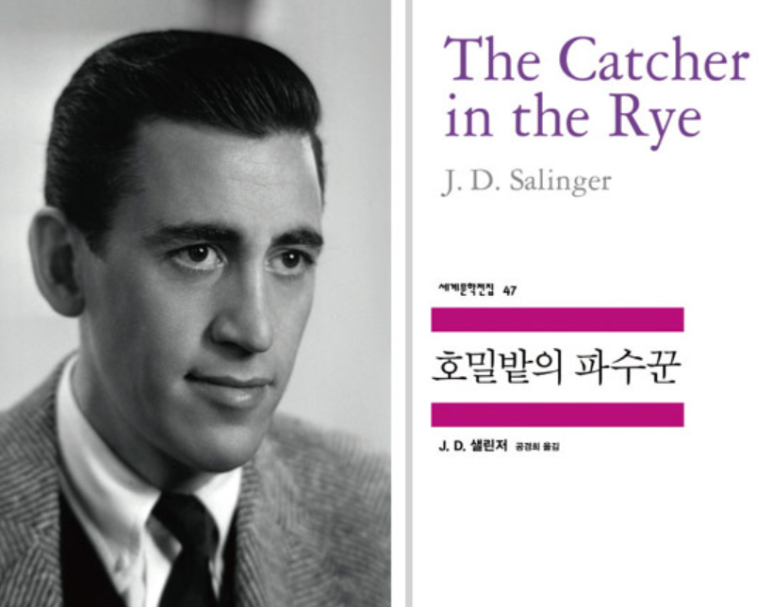 The Catcher
in the Rye
J. D. Salinger
세계문학전집 47
호밀밭의 파수꾼
J. D. 샐린저 공경희 옮김